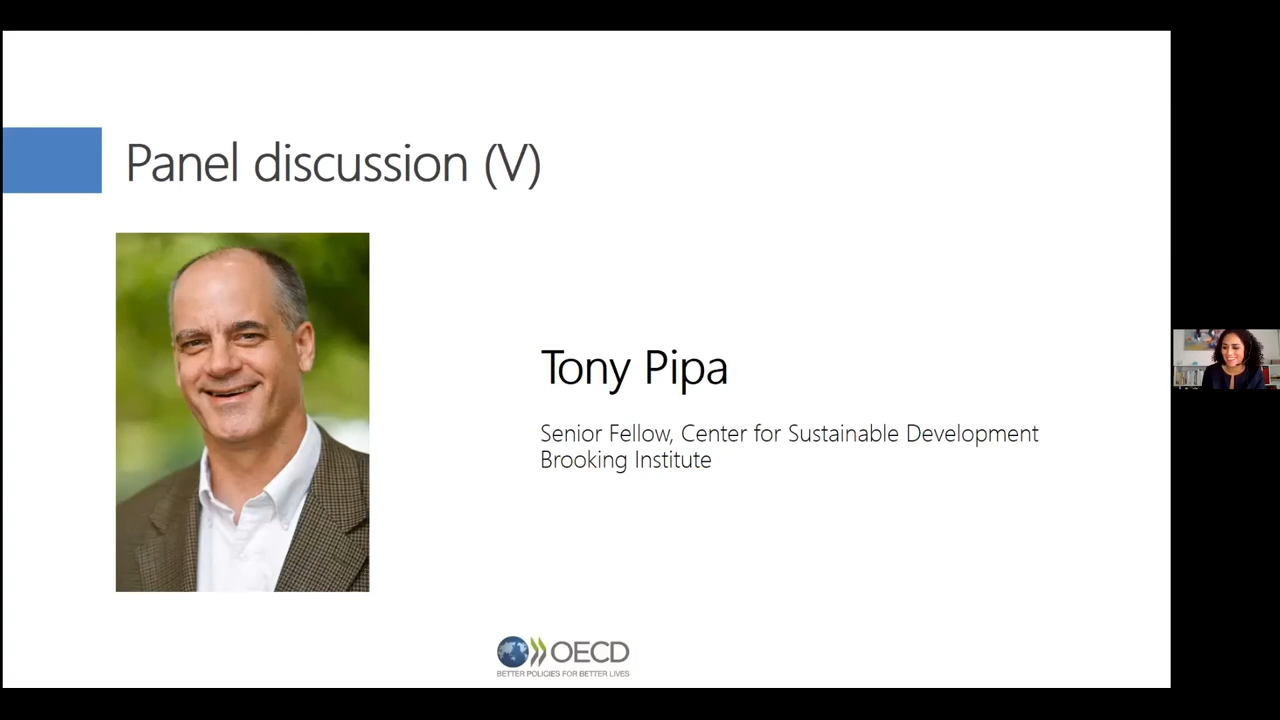 Panel discussion (V)
Tony Pipa
Senior Fellow, Center for Sustainable Development
Brooking Institute
OECD
BETTER POLICIES FOR BETTER LIVES